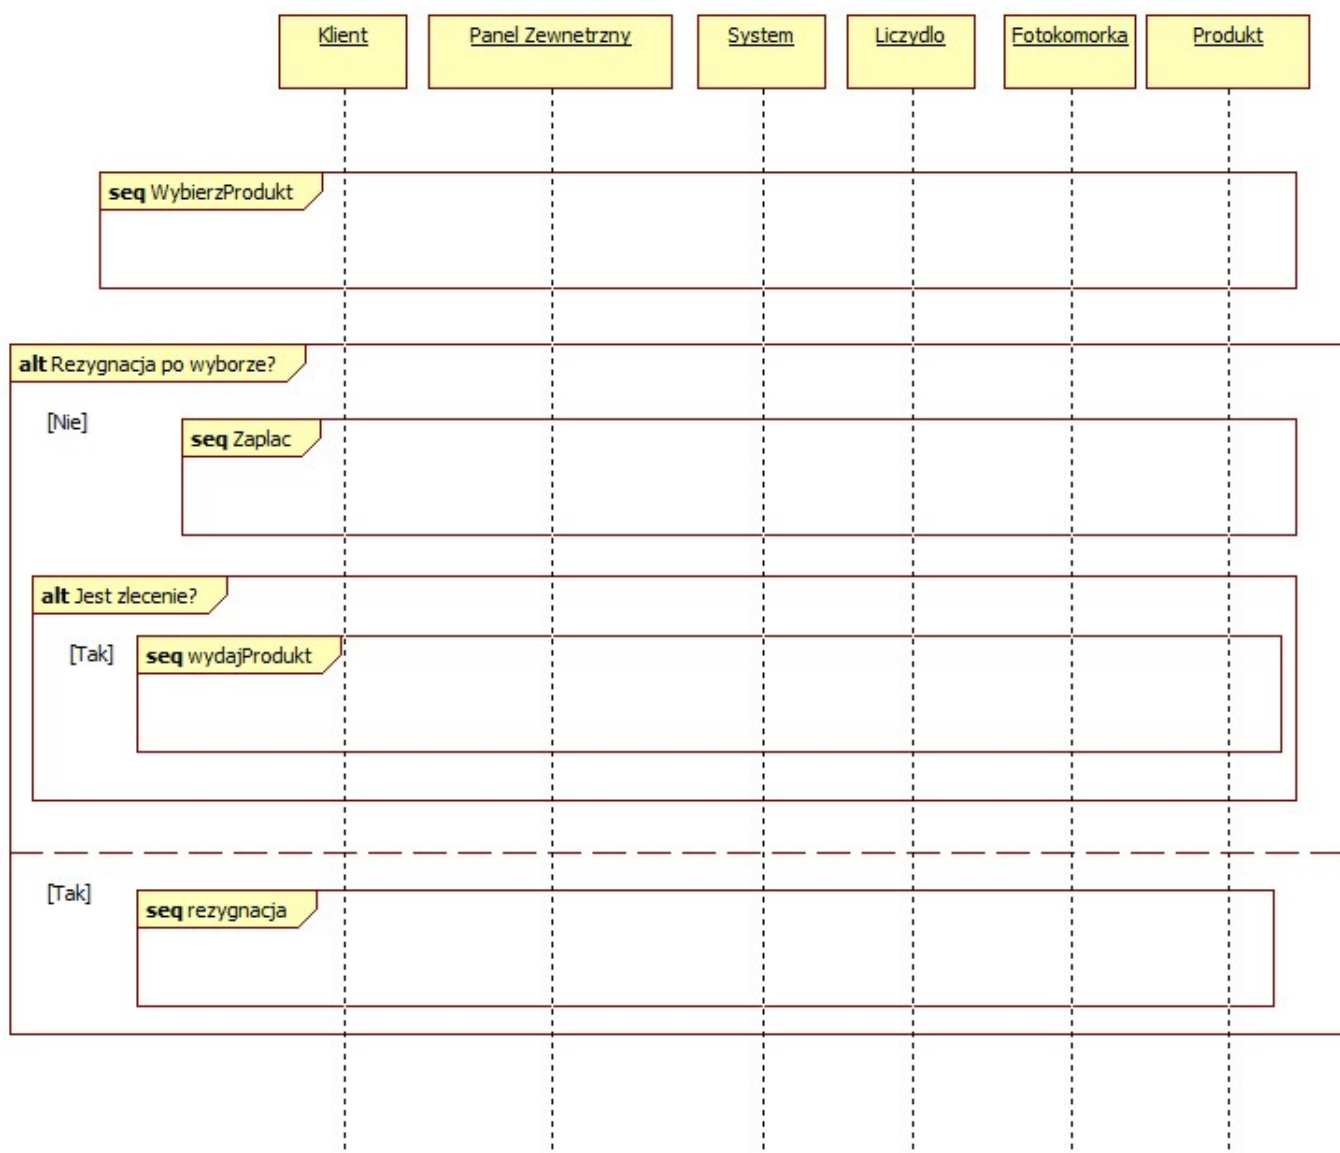 Klient
Panel Zewnetrzny
System
Liczydlo
Fotokomorka
Produkt
seq WybierzProdukt
alt Rezygnacja po wyborze?
[Nie]
seq Zaplac
alt Jest zlecenie?
[Tak]
seq wydajProdukt
[Tak]
seq rezygnacja